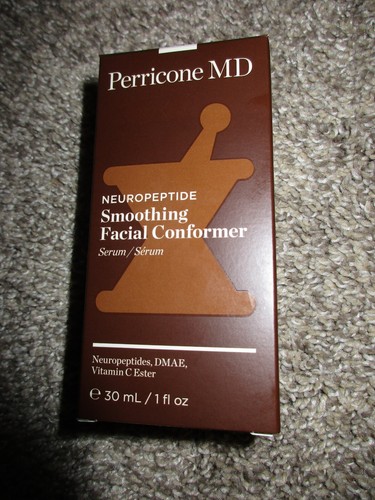 Perricone MD
NEUROPEPTIDE
Smoothing
Facial Conformer
Serum / Sérum
Neuropeptides, DMAE,
Vitamin C Ester
℮ 30 mL / 1 fl oz